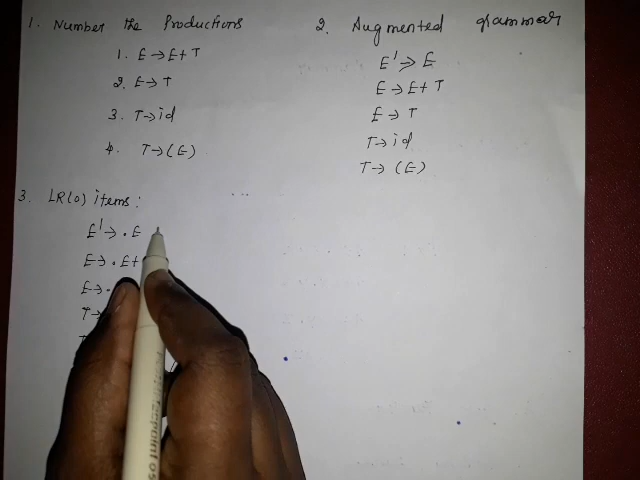 1. Number the Productions
1. E→E+T
2. E→T
3. T→id
4. T→(E)
2. Augmented grammar
E'→E
E→E+T
E→T
T→id
T→(E)
3. LR(0) items:
E'→.E
E→.E+
E→.
T→